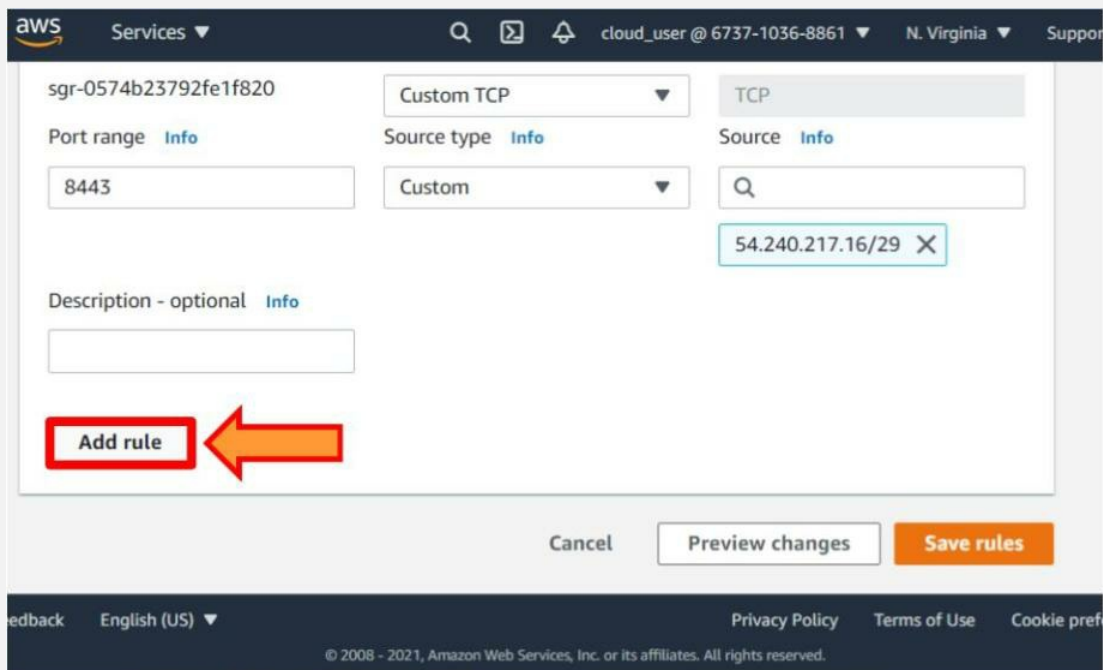 aws Services cloud_user @ 6737-1036-8861 N. Virginia Suppor
sgr-0574b23792fe1f820 Custom TCP TCP
Port range Info Source type Info Source Info
8443 Custom
54.240.217.16/29
Description - optional Info
Add rule
Cancel Preview changes Save rules
edback English (US) Privacy Policy Terms of Use Cookie pref
© 2008 - 2021, Amazon Web Services, Inc. or its affiliates. All rights reserved.